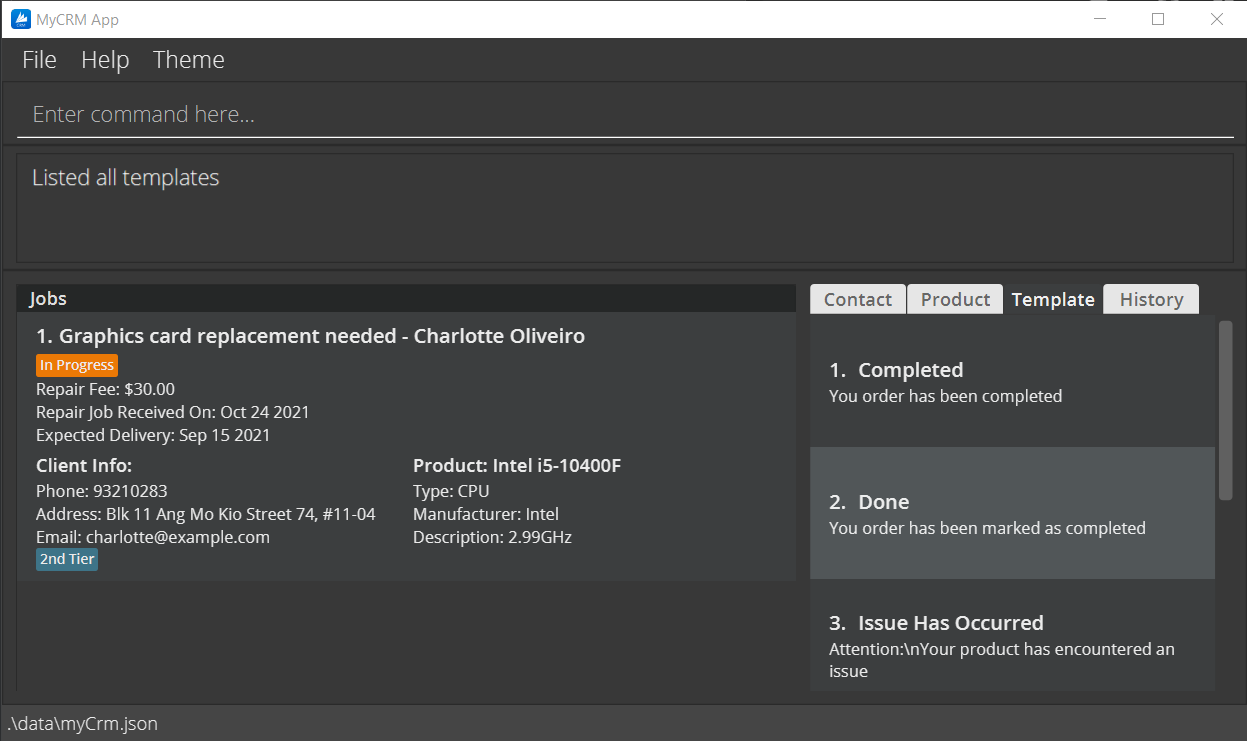 MyCRM App
File Help Theme
Enter command here...
Listed all templates
Jobs
1. Graphics card replacement needed - Charlotte Oliveiro
In Progress
Repair Fee: $30.00
Repair Job Received On: Oct 24 2021
Expected Delivery: Sep 15 2021
Client Info:
Phone: 93210283
Address: Blk 11 Ang Mo Kio Street 74, #11-04
Email: charlotte@example.com
2nd Tier
Product: Intel i5-10400F
Type: CPU
Manufacturer: Intel
Description: 2.99GHz
Contact Product Template History
1. Completed
You order has been completed
2. Done
You order has been marked as completed
3. Issue Has Occurred
Attention:\nYour product has encountered an
issue
.\data\myCrm.json